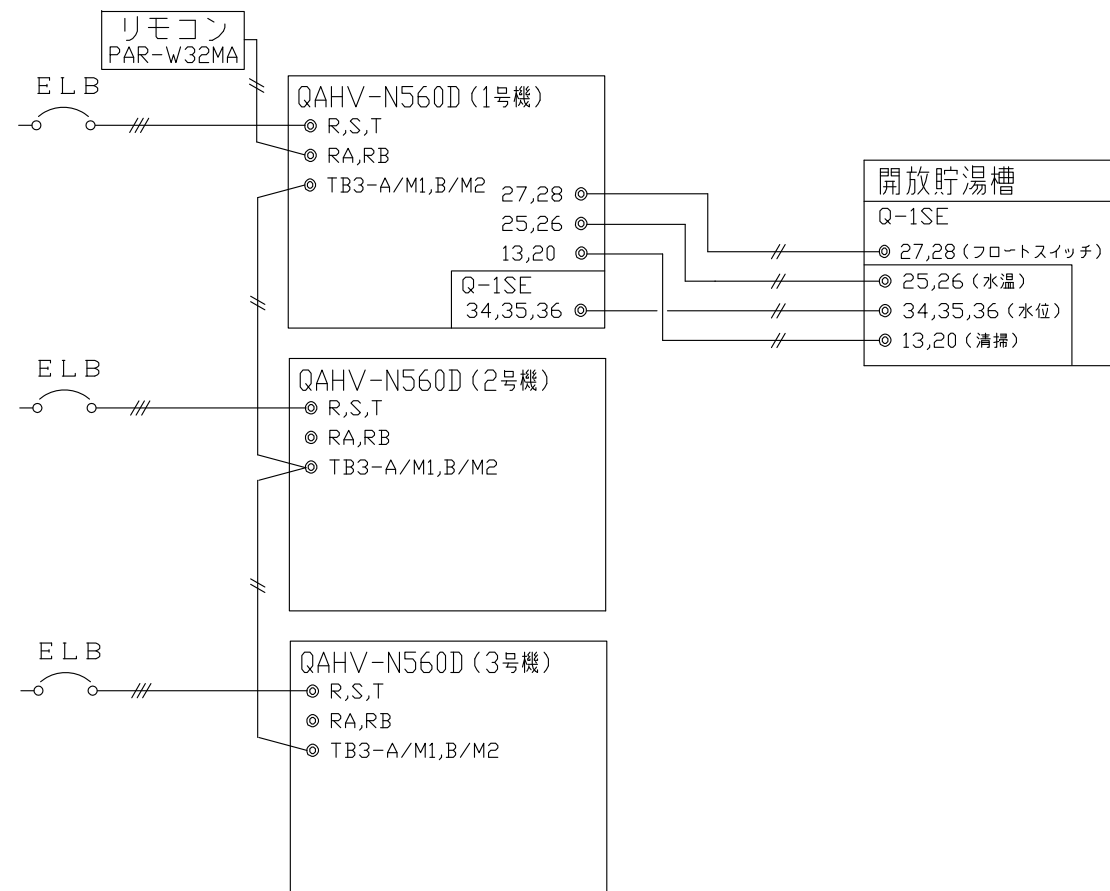 リモコン
PAR-W32MA
ELB
QAHV-N560D(1号機)
R,S,T
RA,RB
TB3-A/M1,B/M2
27,28
25,26
13,20
Q-1SE
34,35,36
開放貯湯槽
Q-1SE
27,28(フロートスイッチ)
25,26(水温)
34,35,36(水位)
13,20(清掃)
ELB
QAHV-N560D(2号機)
R,S,T
RA,RB
TB3-A/M1,B/M2
ELB
QAHV-N560D(3号機)
R,S,T
RA,RB
TB3-A/M1,B/M2